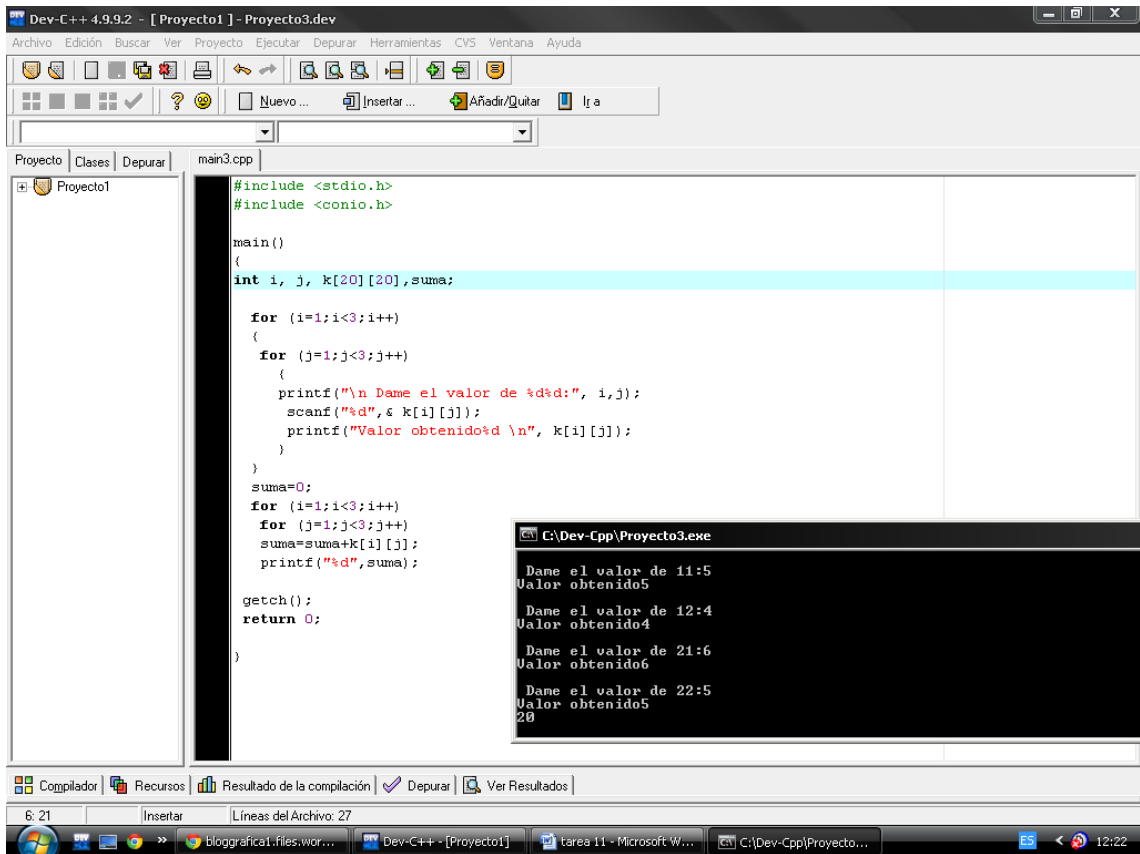 Dev-C++ 4.9.9.2 - [ Proyecto1 ] - Proyecto3.dev
Archivo Edición Buscar Ver Proyecto Ejecutar Depurar Herramientas CVS Ventana Ayuda
Nuevo ... Insertar ... Añadir/Quitar Ir a
Proyecto Clases Depurar main3.cpp
Proyecto1
#include <stdio.h>
#include <conio.h>
main()
{
int i, j, k[20][20],suma;
for (i=1;i<3;i++)
{
for (j=1;j<3;j++)
{
printf("\n Dame el valor de %d%d:", i,j);
scanf("%d",& k[i][j]);
printf("Valor obtenido%d \n", k[i][j]);
}
}
suma=0;
for (i=1;i<3;i++)
for (j=1;j<3;j++)
suma=suma+k[i][j];
printf("%d",suma);
getch();
return 0;
}
C:\Dev-Cpp\Proyecto3.exe
Dame el valor de 11:5
Valor obtenido5
Dame el valor de 12:4
Valor obtenido4
Dame el valor de 21:6
Valor obtenido6
Dame el valor de 22:5
Valor obtenido5
20
Compilador Recursos Resultado de la compilación Depurar Ver Resultados
6: 21 Insertar Líneas del Archivo: 27
bloggrafica1.files.wor... Dev-C++ - [Proyecto1] tarea 11 - Microsoft W... C:\Dev-Cpp\Proyecto... ES 12:22